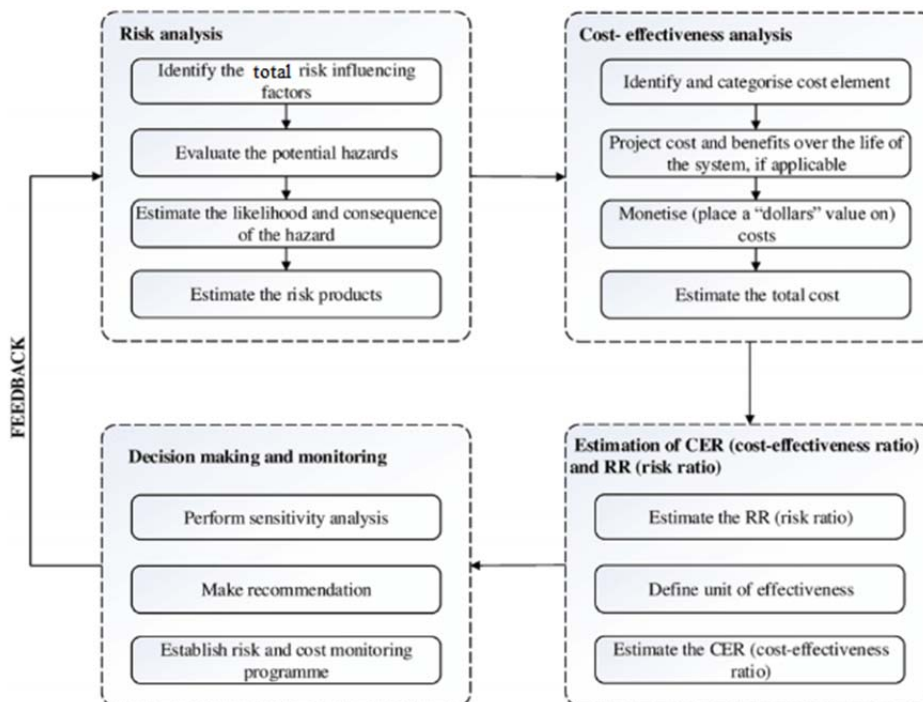 Risk analysis
Identify the total risk influencing
factors
Evaluate the potential hazards
Estimate the likelihood and consequence
of the hazard
Estimate the risk products
Cost- effectiveness analysis
Identify and categorise cost element
Project cost and benefits over the life of
the system, if applicable
Monetise (place a “dollars” value on)
costs
Estimate the total cost
Estimation of CER (cost-effectiveness ratio)
and RR (risk ratio)
Estimate the RR (risk ratio)
Define unit of effectiveness
Estimate the CER (cost-effectiveness
ratio)
Decision making and monitoring
Perform sensitivity analysis
Make recommendation
Establish risk and cost monitoring
programme
FEEDBACK